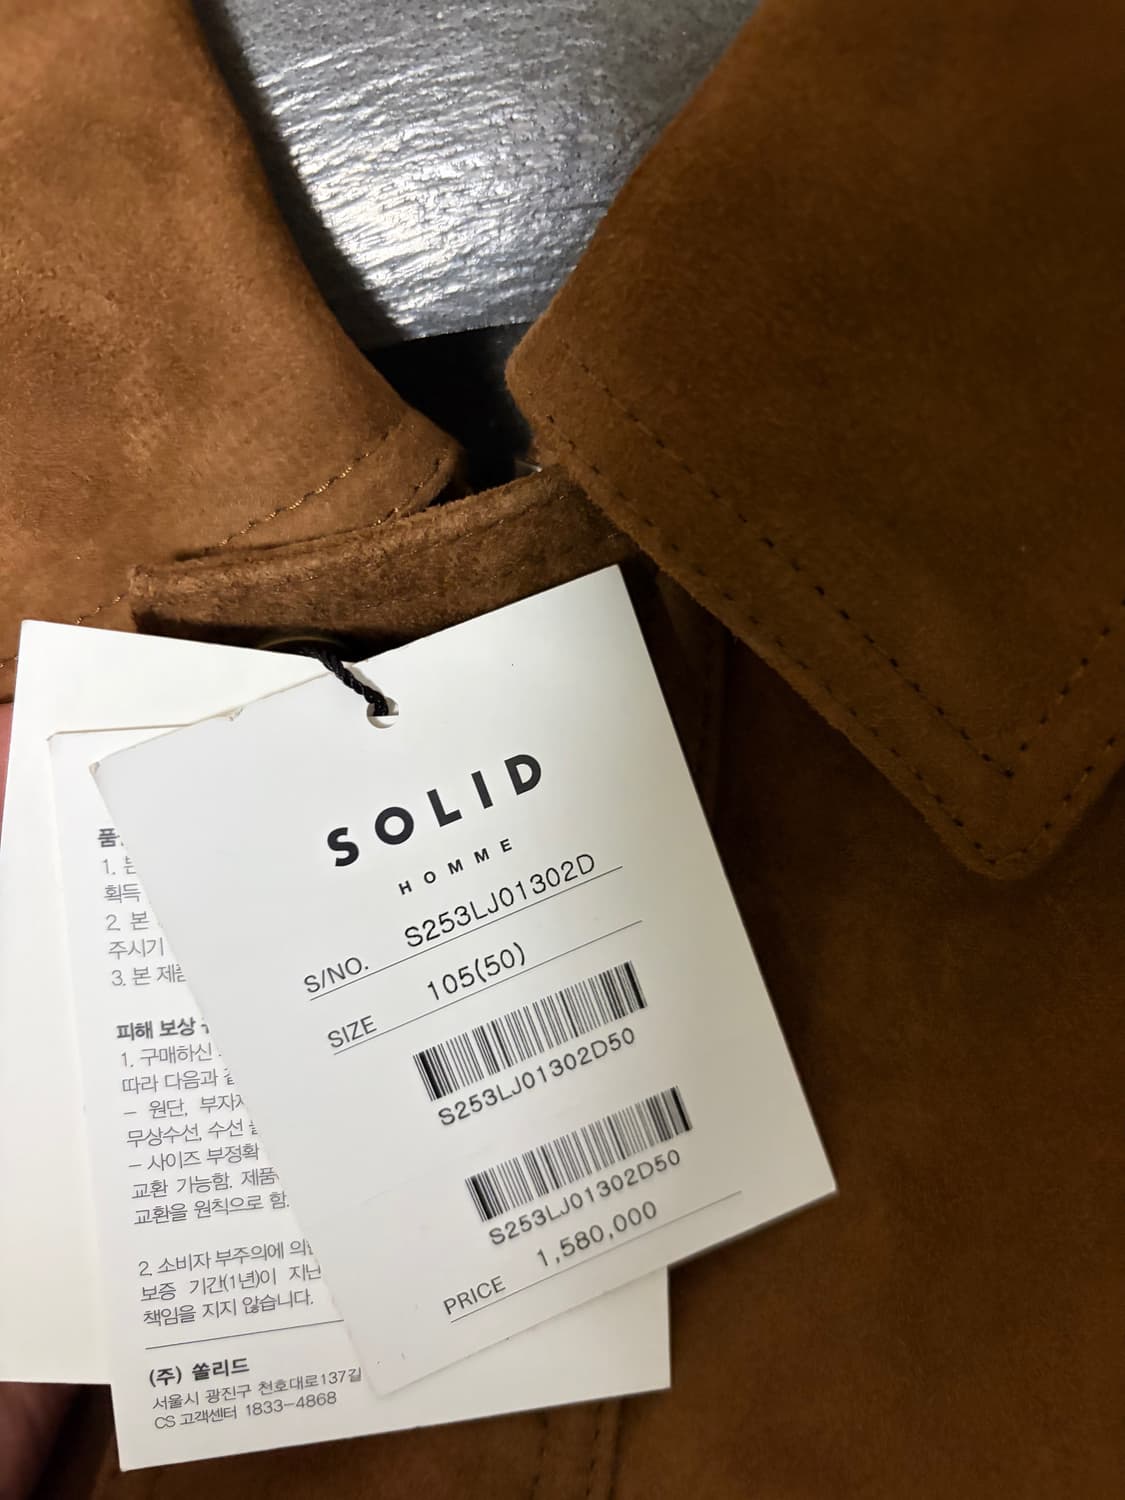 SOLID
HOMME
S/NO. S253LJ01302D
SIZE 105(50)
S253LJ01302D50
S253LJ01302D50
PRICE 1,580,000
1.
획득
2. 본
주시기
3. 본 제품
피해 보상
1. 구매하신
따라 다음과
- 원단, 부자재
무상수선, 수선
- 사이즈 부정확
교환 가능함. 제품
교환을 원칙으로 함.
2. 소비자 부주의에
보증 기간(1년)이 지난
책임을 지지 않습니다.
(주) 쏠리드
서울시 광진구 천호대로137길
CS 고객센터 1833-4868